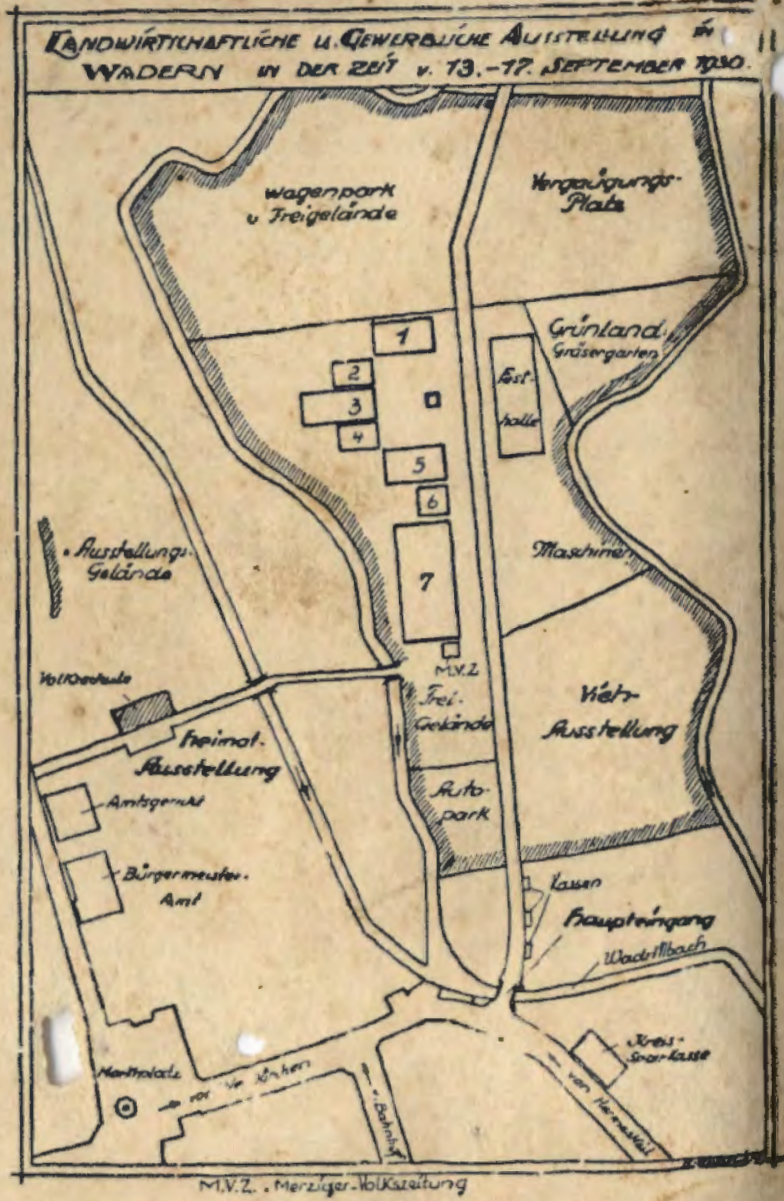 LANDWIRTSCHAFTLICHE U. GEWERBLICHE AUSSTELLUNG IN
WADERN IN DER ZEIT v. 13.-17. SEPTEMBER 1930.
Wagenpark
u Freigelände
Vergnügungs-
Platz
Grünland.
Gräsergarten
1
2
3
4
5
6
7
Fest-
halle
Maschinen
Ausstellungs-
Gelände
M.V.Z
Frei-
Gelände
Vieh-
Ausstellung
Volksschule
Heimat-
Ausstellung
Auto-
park
Amtsgericht
Bürgermeister-
Amt
Kassen
Haupteingang
Wadrillbach
Kreis-
Sparkasse
Marktplatz
von
Kirchen
v. Bahnhof
von Hermeskeil
M.V.Z. . Merziger-Volkszeitung